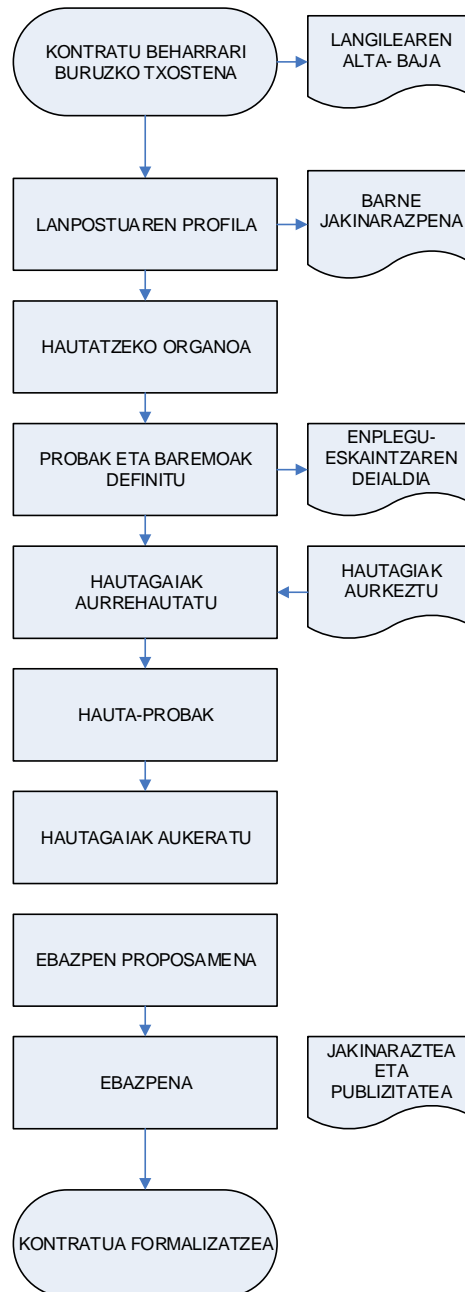 KONTRATU BEHARRARI
BURUZKO TXOSTENA
LANGILEAREN
ALTA- BAJA
LANPOSTUAREN PROFILA
BARNE
JAKINARAZPENA
HAUTATZEKO ORGANOA
PROBAK ETA BAREMOAK
DEFINITU
ENPLEGU-
ESKAINTZAREN
DEIALDIA
HAUTAGAIAK
AURREHAUTATU
HAUTAGIAK
AURKEZTU
HAUTA-PROBAK
HAUTAGAIAK AUKERATU
EBAZPEN PROPOSAMENA
EBAZPENA
JAKINARAZTEA
ETA
PUBLIZITATEA
KONTRATUA FORMALIZATZEA